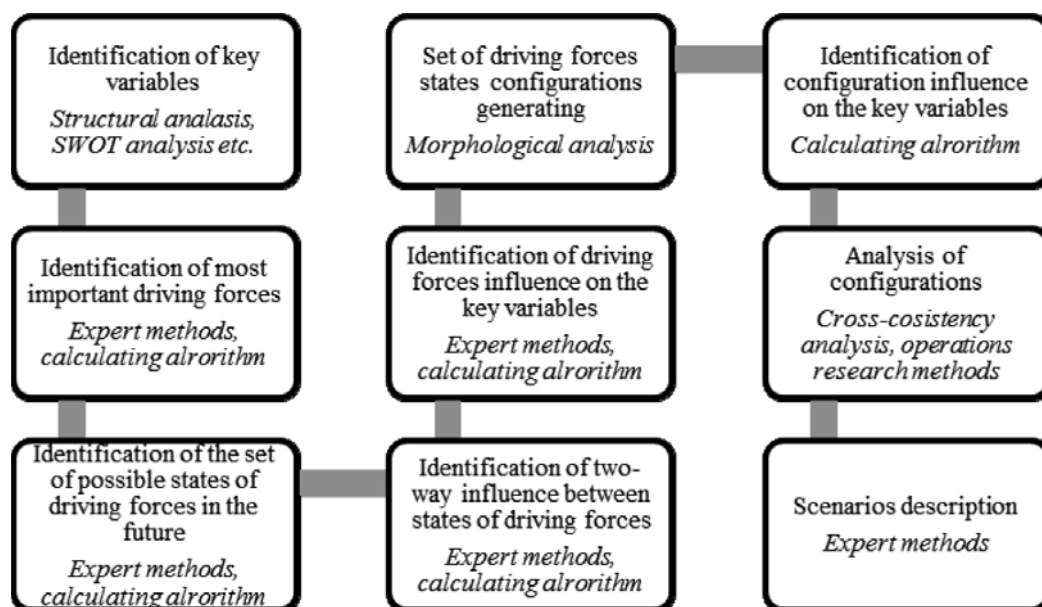 Identification of key
variables
Structural analasis,
SWOT analysis etc.
Identification of most
important driving forces
Expert methods,
calculating alrorithm
Identification of the set
of possible states of
driving forces in the
future
Expert methods,
calculating alrorithm
Identification of two-
way influence between
states of driving forces
Expert methods,
calculating alrorithm
Identification of driving
forces influence on the
key variables
Expert methods,
calculating alrorithm
Set of driving forces
states configurations
generating
Morphological analysis
Identification of
configuration influence
on the key variables
Calculating alrorithm
Analysis of
configurations
Cross-cosistency
analysis, operations
research methods
Scenarios description
Expert methods